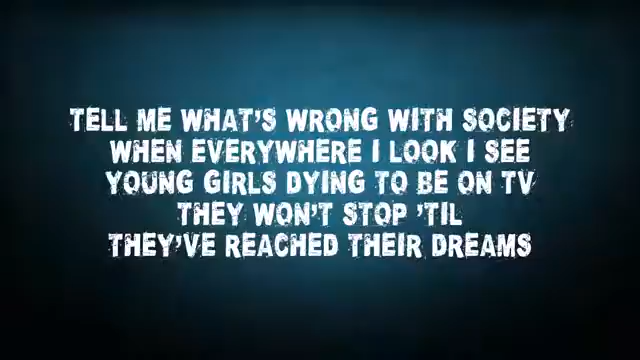 TELL ME WHAT'S WRONG WITH SOCIETY
WHEN EVERYWHERE I LOOK I SEE
YOUNG GIRLS DYING TO BE ON TV
THEY WON'T STOP 'TIL
THEY'VE REACHED THEIR DREAMS